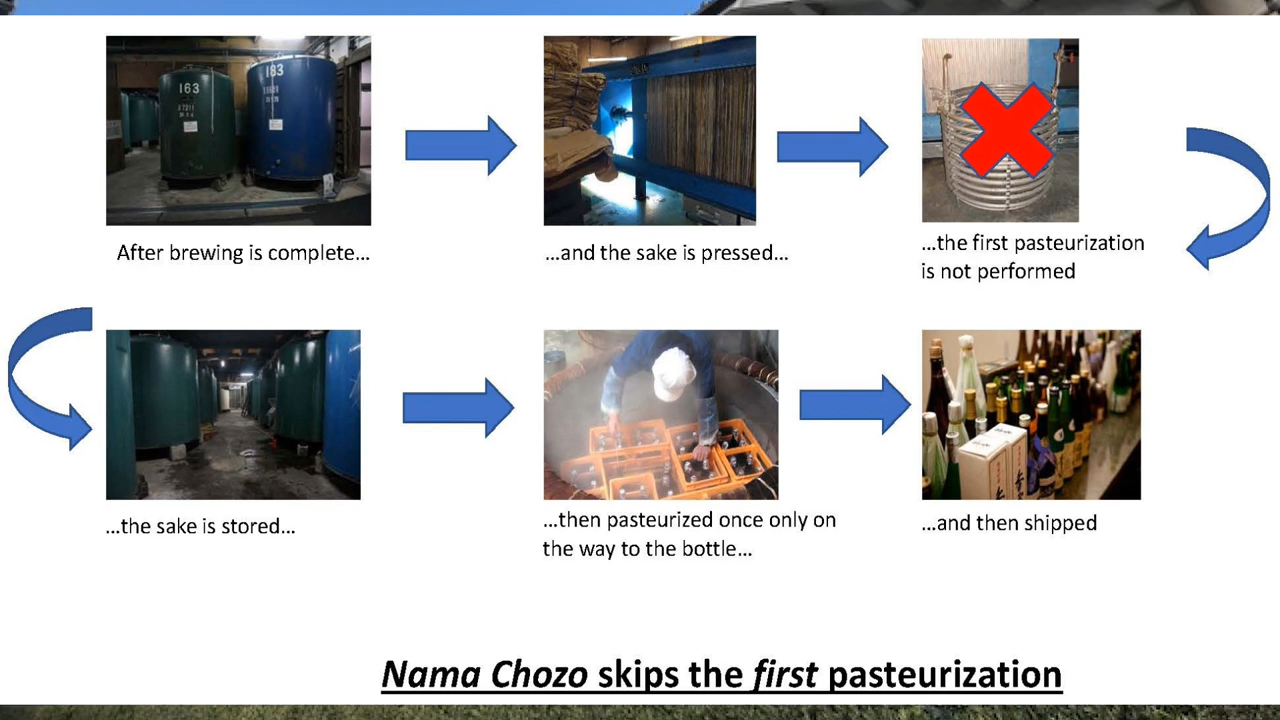 163
183
After brewing is complete…
…and the sake is pressed…
…the first pasteurization
is not performed
…the sake is stored…
…then pasteurized once only on
the way to the bottle…
…and then shipped
Nama Chozo skips the first pasteurization